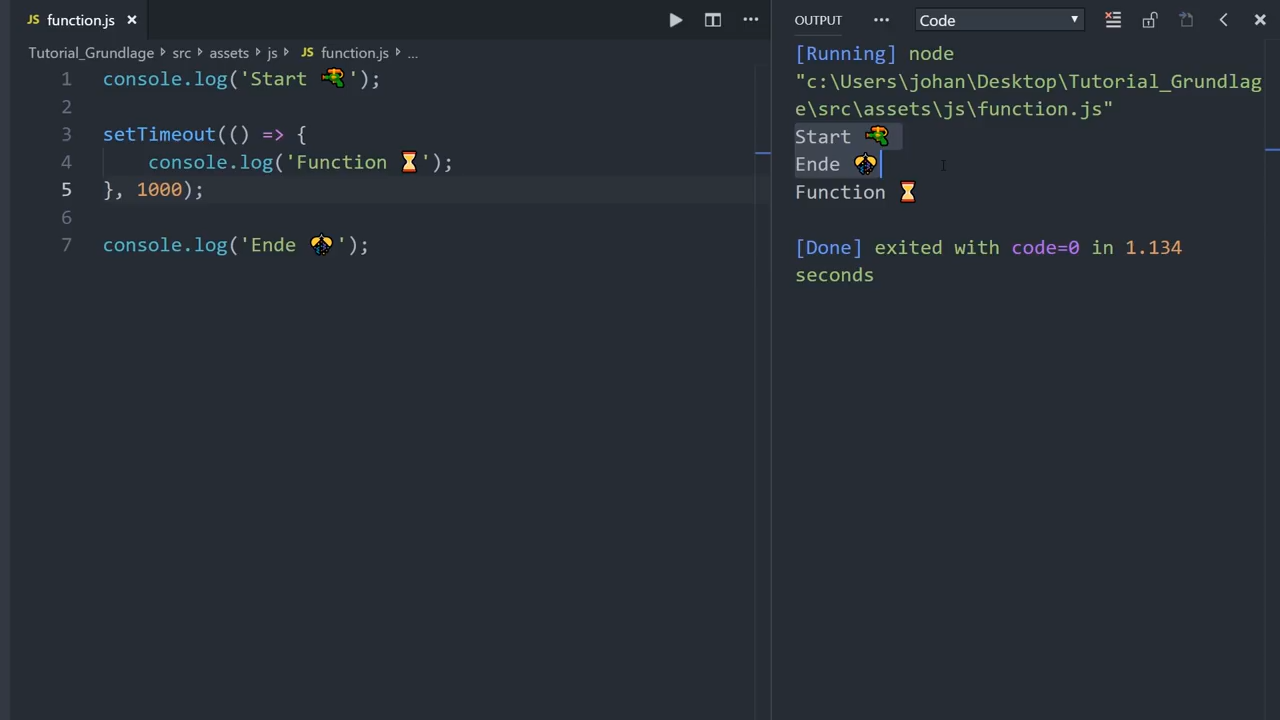 JS function.js ×
Tutorial_Grundlage > src > assets > js > JS function.js > ...
1 console.log('Start 🔫');
2
3 setTimeout(() => {
4 console.log('Function ⌛');
5 }, 1000);
6
7 console.log('Ende 🐝');
OUTPUT ... Code
[Running] node
"c:\Users\johan\Desktop\Tutorial_Grundlag
e\src\assets\js\function.js"
Start 🔫
Ende 🐝
Function ⌛
[Done] exited with code=0 in 1.134
seconds